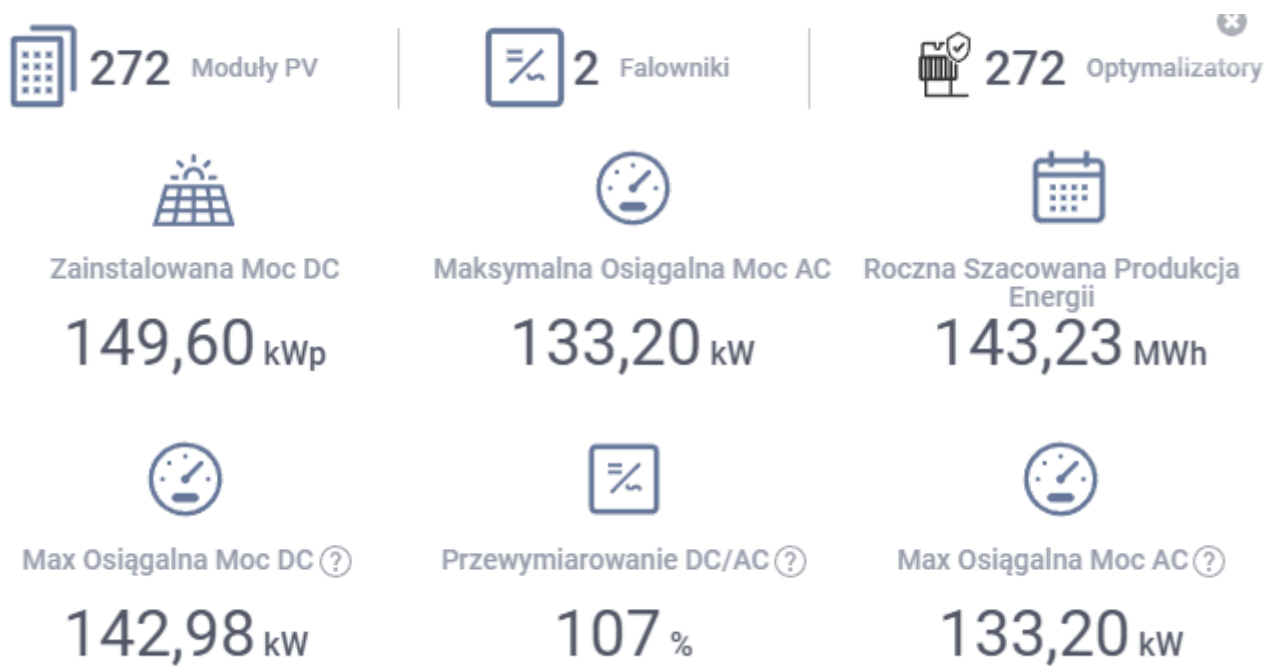 272 Moduły PV
2 Falowniki
272 Optymalizatory
Zainstalowana Moc DC
149,60 kWp
Maksymalna Osiągalna Moc AC
133,20 kW
Roczna Szacowana Produkcja
Energii
143,23 MWh
Max Osiągalna Moc DC ?
142,98 kW
Przewymiarowanie DC/AC ?
107 %
Max Osiągalna Moc AC ?
133,20 kW